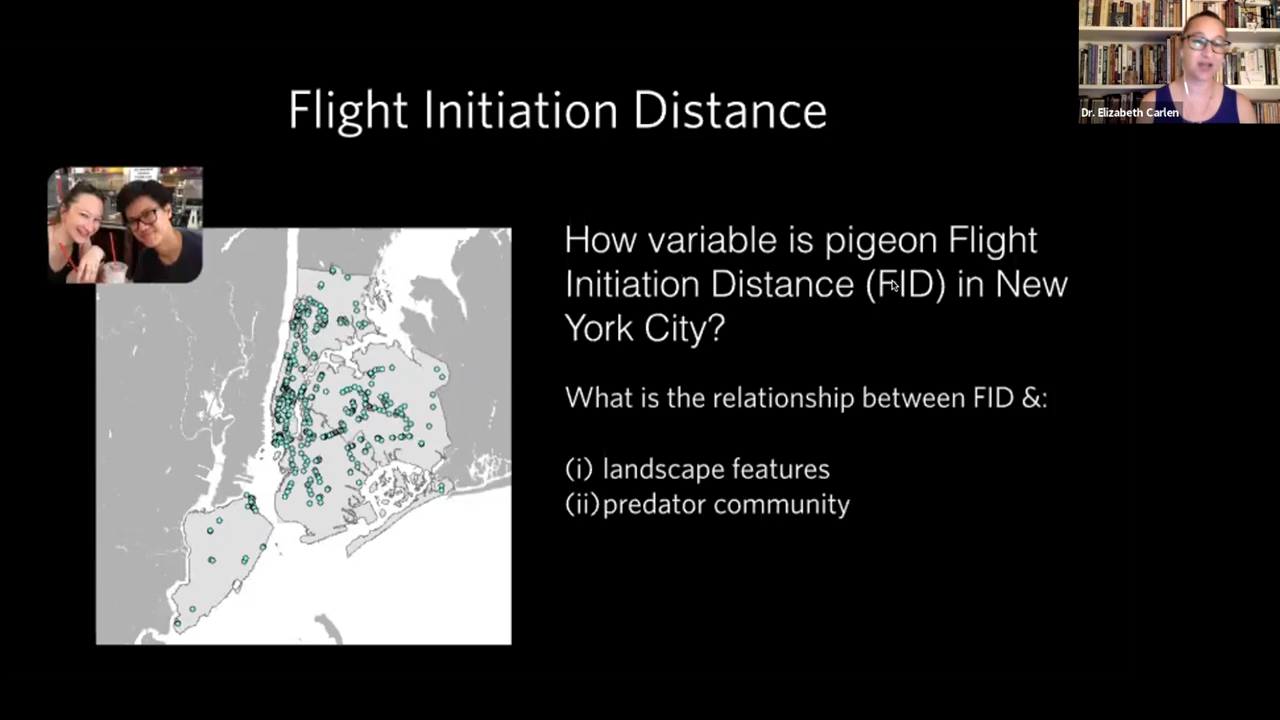 Dr. Elizabeth Carlen
Flight Initiation Distance
How variable is pigeon Flight
Initiation Distance (FID) in New
York City?
What is the relationship between FID &:
(i) landscape features
(ii) predator community